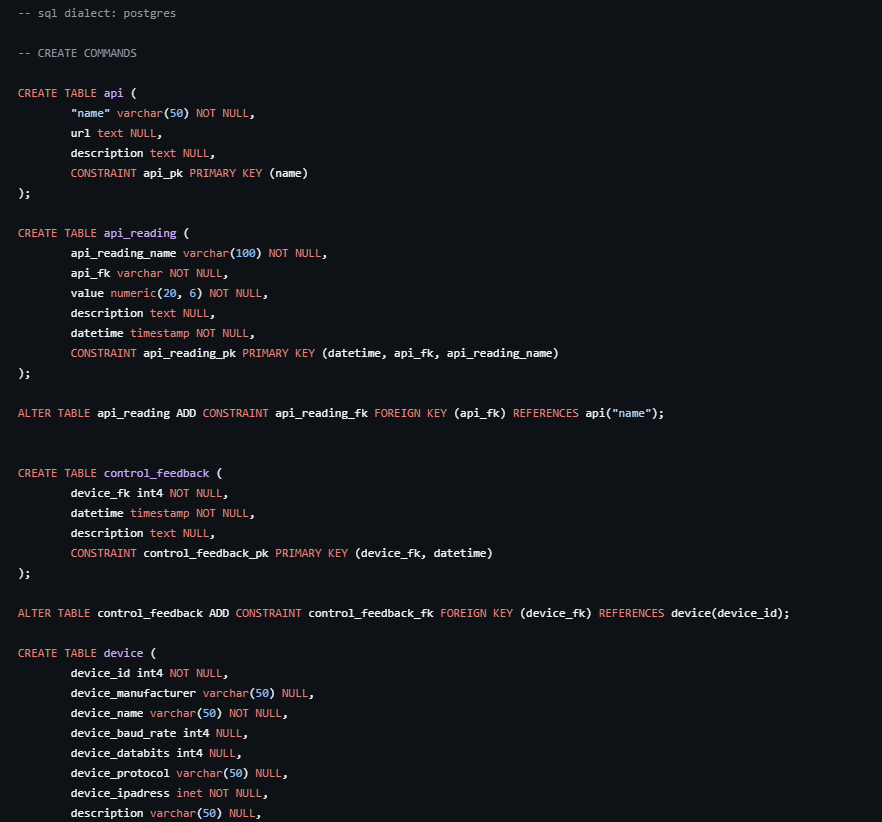 -- sql dialect: postgres
-- CREATE COMMANDS
CREATE TABLE api (
"name" varchar(50) NOT NULL,
url text NULL,
description text NULL,
CONSTRAINT api_pk PRIMARY KEY (name)
);
CREATE TABLE api_reading (
api_reading_name varchar(100) NOT NULL,
api_fk varchar NOT NULL,
value numeric(20, 6) NOT NULL,
description text NULL,
datetime timestamp NOT NULL,
CONSTRAINT api_reading_pk PRIMARY KEY (datetime, api_fk, api_reading_name)
);
ALTER TABLE api_reading ADD CONSTRAINT api_reading_fk FOREIGN KEY (api_fk) REFERENCES api("name");
CREATE TABLE control_feedback (
device_fk int4 NOT NULL,
datetime timestamp NOT NULL,
description text NULL,
CONSTRAINT control_feedback_pk PRIMARY KEY (device_fk, datetime)
);
ALTER TABLE control_feedback ADD CONSTRAINT control_feedback_fk FOREIGN KEY (device_fk) REFERENCES device(device_id);
CREATE TABLE device (
device_id int4 NOT NULL,
device_manufacturer varchar(50) NULL,
device_name varchar(50) NOT NULL,
device_baud_rate int4 NULL,
device_databits int4 NULL,
device_protocol varchar(50) NULL,
device_ipadress inet NOT NULL,
description varchar(50) NULL,